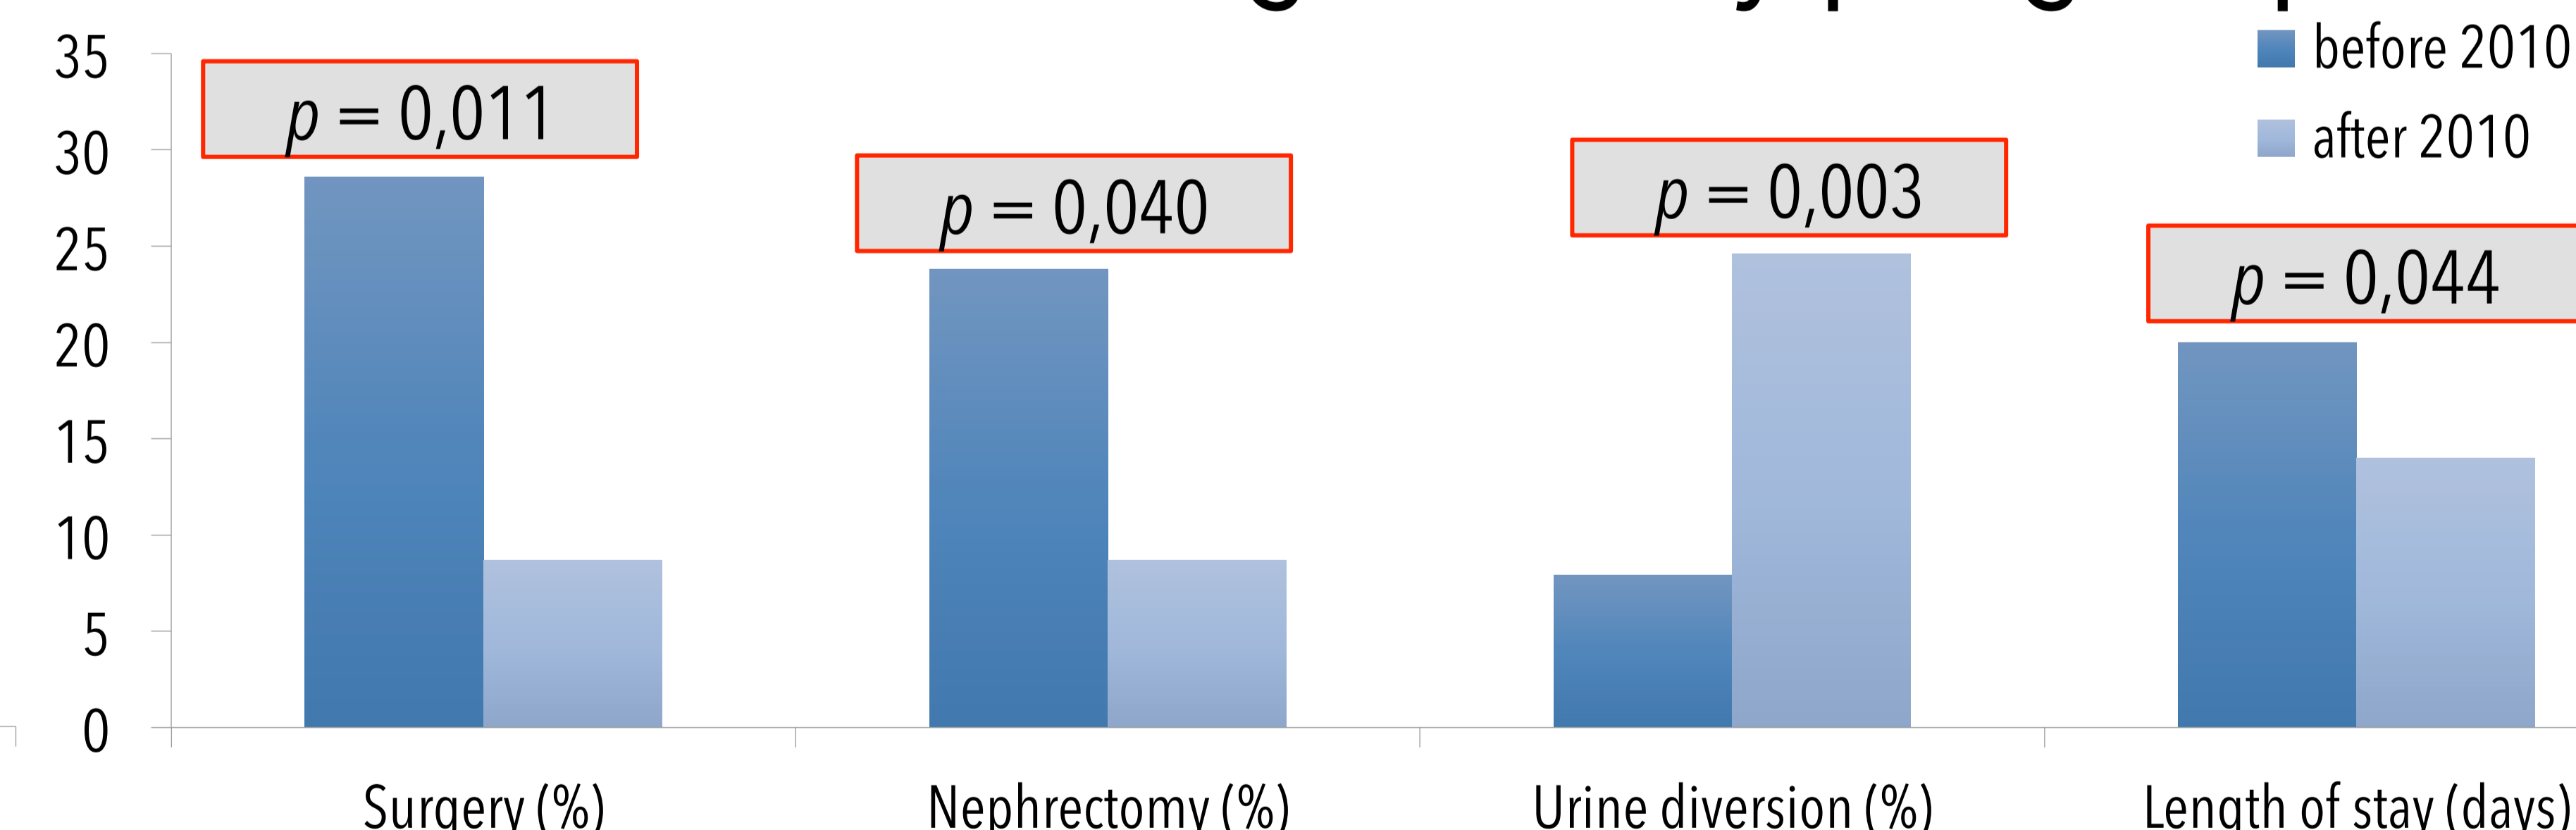 35
30
25
20
15
10
5
0
p = 0,011
p = 0,040
p = 0,003
p = 0,044
before 2010
after 2010
Surgery (%)
Nephrectomy (%)
Urine diversion (%)
Length of stay (days)